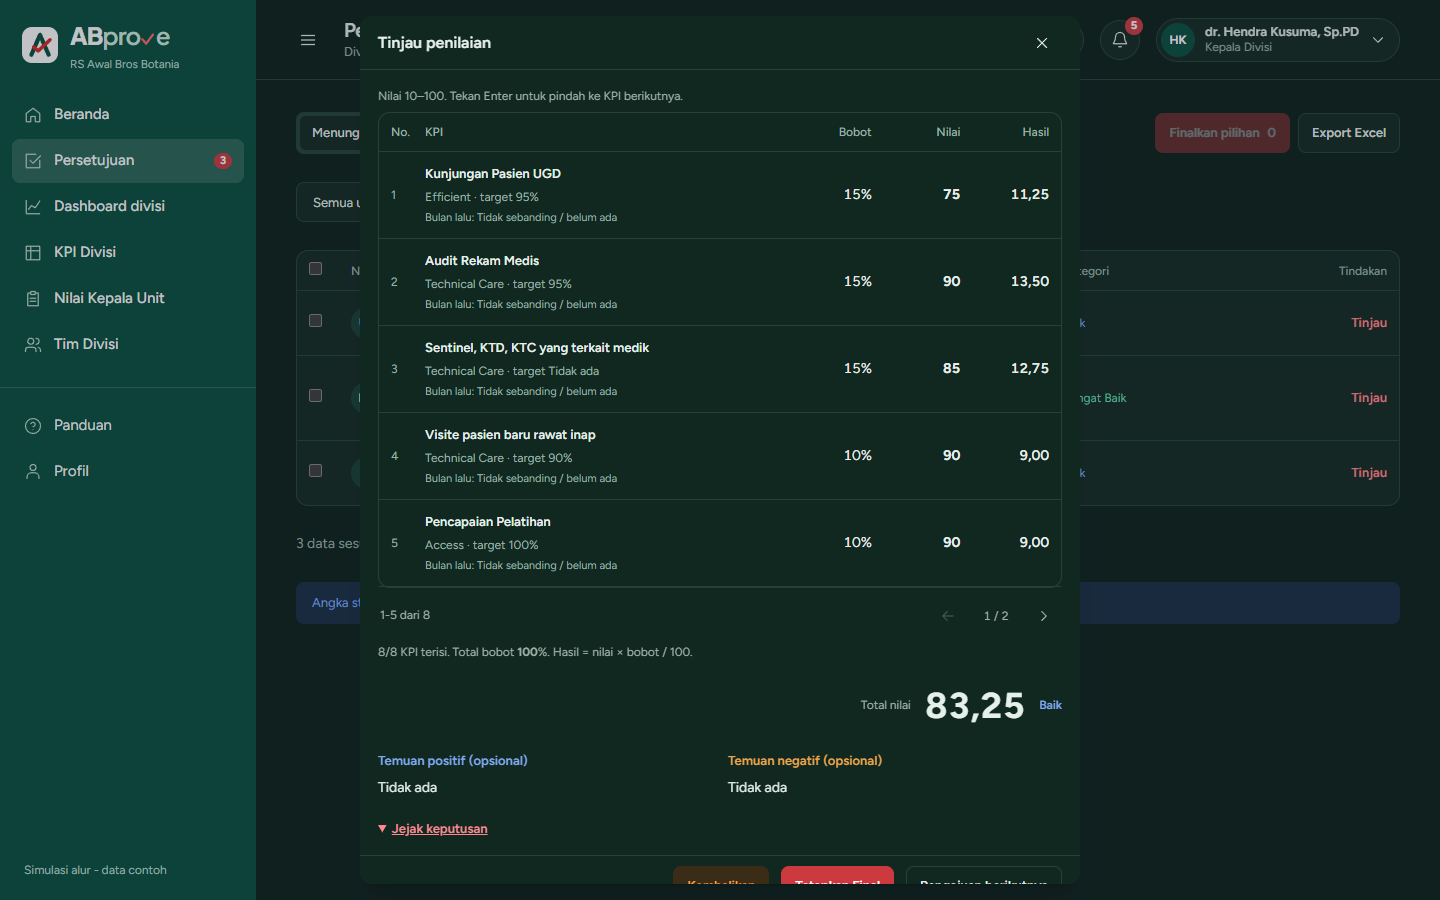 ABprove
RS Awal Bros Botania
Beranda
Persetujuan 3
Dashboard divisi
KPI Divisi
Nilai Kepala Unit
Tim Divisi
Panduan
Profil
Simulasi alur - data contoh
5
HK
dr. Hendra Kusuma, Sp.PD
Kepala Divisi
Finalkan pilihan 0
Export Excel
Tindakan
Tinjau
ngat Baik
Tinjau
Tinjau
3 data
Angka
Tinjau penilaian
Nilai 10–100. Tekan Enter untuk pindah ke KPI berikutnya.
No. KPI Bobot Nilai Hasil
Kunjungan Pasien UGD
1 Efficient · target 95% 15% 75 11,25
Bulan lalu: Tidak sebanding / belum ada
Audit Rekam Medis
2 Technical Care · target 95% 15% 90 13,50
Bulan lalu: Tidak sebanding / belum ada
Sentinel, KTD, KTC yang terkait medik
3 Technical Care · target Tidak ada 15% 85 12,75
Bulan lalu: Tidak sebanding / belum ada
Visite pasien baru rawat inap
4 Technical Care · target 90% 10% 90 9,00
Bulan lalu: Tidak sebanding / belum ada
Pencapaian Pelatihan
5 Access · target 100% 10% 90 9,00
Bulan lalu: Tidak sebanding / belum ada
1-5 dari 8 1 / 2
8/8 KPI terisi. Total bobot 100%. Hasil = nilai × bobot / 100.
Total nilai 83,25 Baik
Temuan positif (opsional)
Tidak ada
Temuan negatif (opsional)
Tidak ada
Jejak keputusan
Kembalikan Tetapkan Final Pengajuan berikutnya